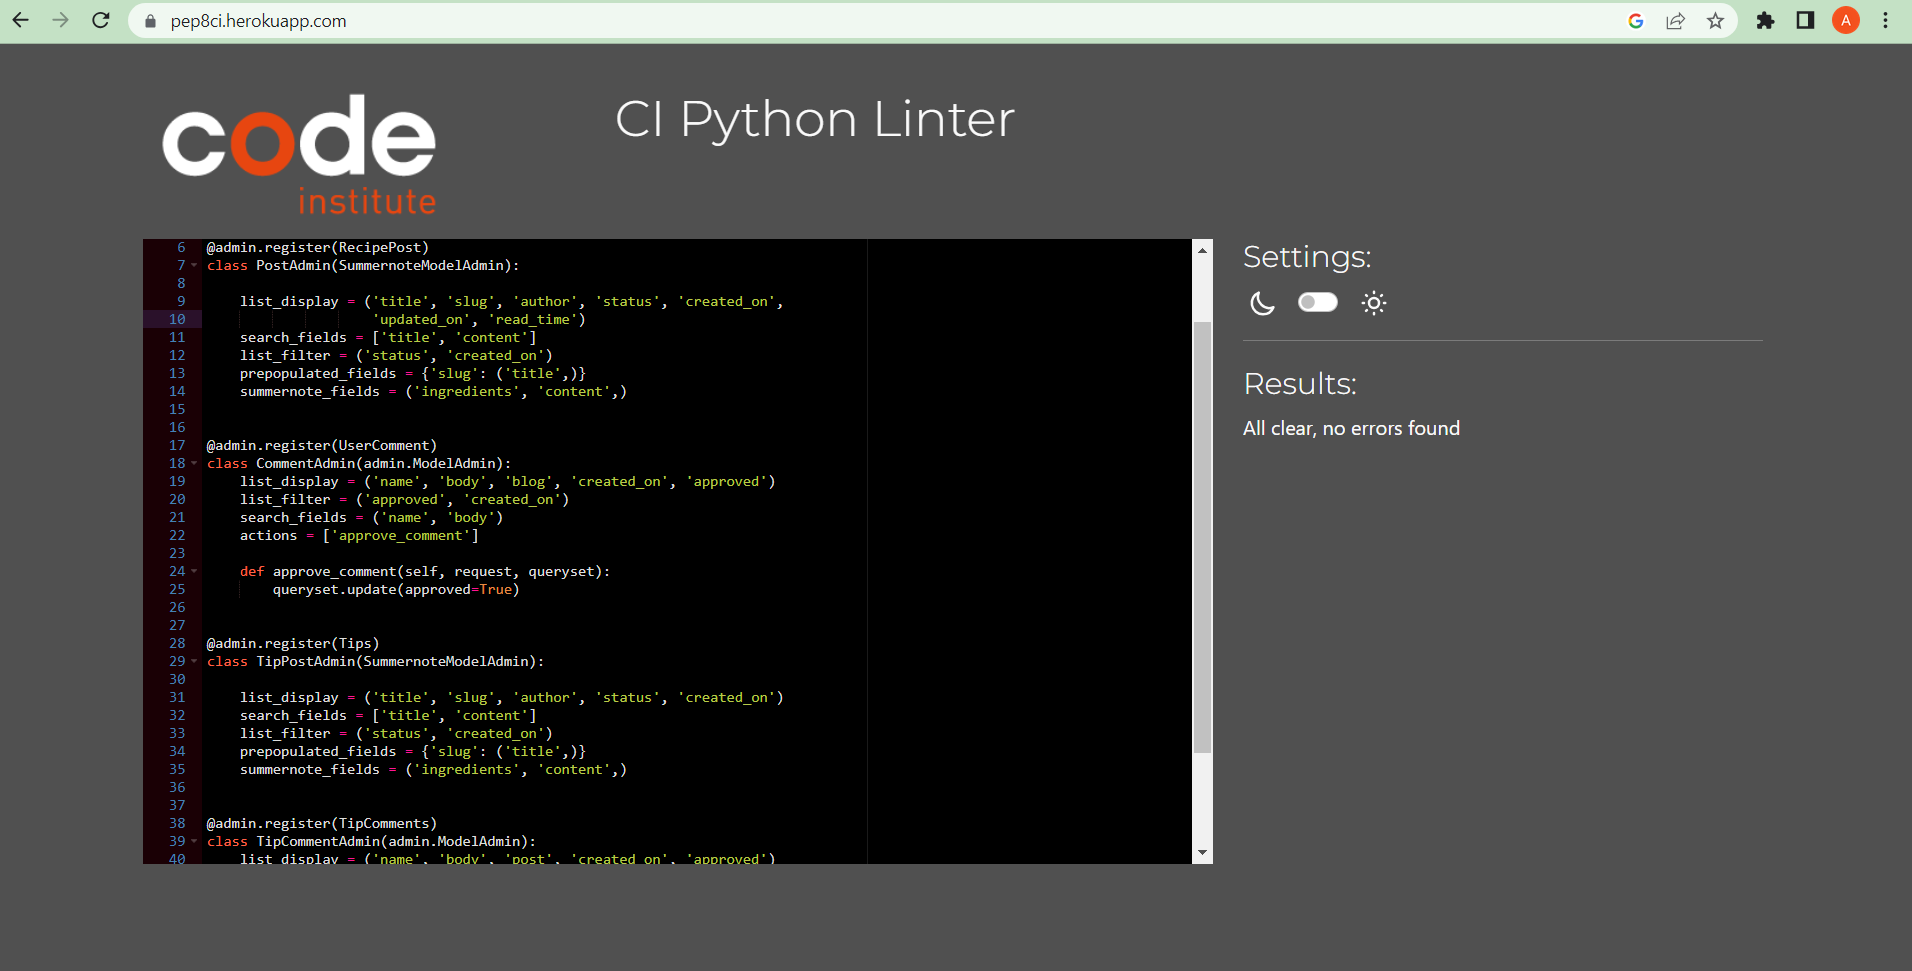 pep8ci.herokuapp.com
A
code
institute
CI Python Linter
6 @admin.register(RecipePost)
7 class PostAdmin(SummernoteModelAdmin):
8
9 list_display = ('title', 'slug', 'author', 'status', 'created_on',
10 'updated_on', 'read_time')
11 search_fields = ['title', 'content']
12 list_filter = ('status', 'created_on')
13 prepopulated_fields = {'slug': ('title',)}
14 summernote_fields = ('ingredients', 'content',)
15
16
17 @admin.register(UserComment)
18 class CommentAdmin(admin.ModelAdmin):
19 list_display = ('name', 'body', 'blog', 'created_on', 'approved')
20 list_filter = ('approved', 'created_on')
21 search_fields = ('name', 'body')
22 actions = ['approve_comment']
23
24 def approve_comment(self, request, queryset):
25 queryset.update(approved=True)
26
27
28 @admin.register(Tips)
29 class TipPostAdmin(SummernoteModelAdmin):
30
31 list_display = ('title', 'slug', 'author', 'status', 'created_on')
32 search_fields = ['title', 'content']
33 list_filter = ('status', 'created_on')
34 prepopulated_fields = {'slug': ('title',)}
35 summernote_fields = ('ingredients', 'content',)
36
37
38 @admin.register(TipComments)
39 class TipCommentAdmin(admin.ModelAdmin):
40 list_display = ('name', 'body', 'post', 'created_on', 'approved')
Settings:
Results:
All clear, no errors found